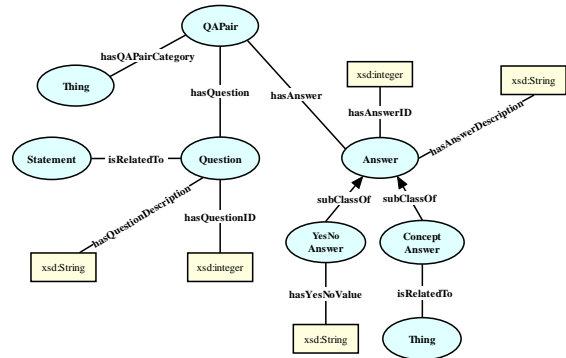 QAPair
hasQAPairCategory
Thing
hasQuestion
hasAnswer
xsd:integer
xsd:String
hasAnswerID
hasAnswerDescription
Statement
isRelatedTo
Question
Answer
hasQuestionDescription
hasQuestionID
subClassOf
subClassOf
YesNo
Answer
Concept
Answer
xsd:String
xsd:integer
hasYesNoValue
isRelatedTo
xsd:String
Thing